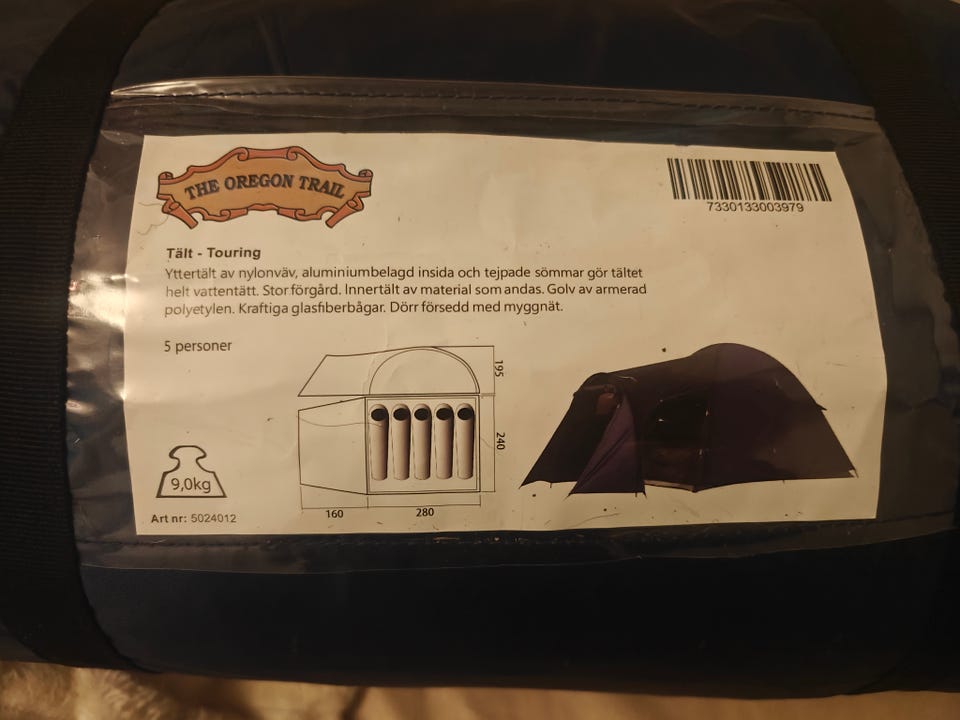 THE OREGON TRAIL
7330133003979
Tält - Touring
Yttertält av nylonväv, aluminiumbelagd insida och tejpade sömmar gör tältet
helt vattentätt. Stor förgård. Innertält av material som andas. Golv av armerad
polyetylen. Kraftiga glasfiberbågar. Dörr försedd med myggnät.
5 personer
195
240
160
280
9,0kg
Art nr: 5024012